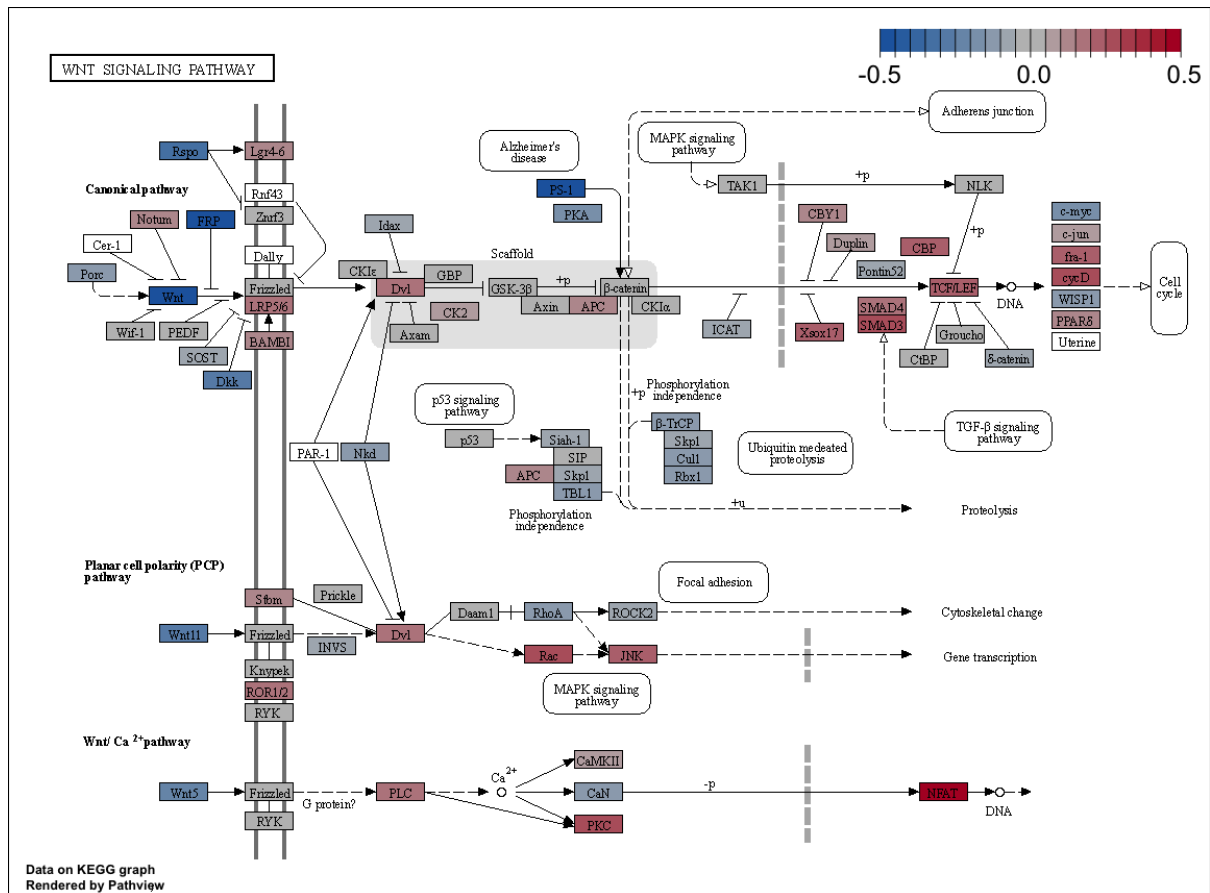 WNT SIGNALING PATHWAY
-0.5 0.0 0.5
Adherens junction
MAPK signaling
pathway
Alzheimer's
disease
Rspo
Lgr4-6
PS-1
TAK1
+p
NLK
Canonical pathway
Rnf43
PKA
Notum
FRP
Znrf3
Idax
CBY1
c-myc
Cer-1
Dally
Scaffold
Duplin
CBP
+p
c-jun
Porc
CKIε
GBP
+p
Pontin52
fra-1
Wnt
Frizzled
Dvl
GSK-3β
β-catenin
TCF/LEF
DNA
cycD
Cell
cycle
LRP5/6
CK2
Axin
APC
CKIα
SMAD4
WISP1
Wif-1
PEDF
Axam
ICAT
Xsox17
SMAD3
PPARδ
BAMBI
Groucho
Uterine
SOST
CtBP
δ-catenin
Dkk
+p
Phosphorylation
independence
p53 signaling
pathway
β-TrCP
TGF-β signaling
pathway
PAR-1
Nkd
p53
Siah-1
Skp1
Ubiquitin medeated
proteolysis
SIP
Cul1
APC
Skp1
Rbx1
TBL1
+u
Proteolysis
Phosphorylation
independence
Planar cell polarity (PCP)
pathway
Focal adhesion
Stbm
Prickle
Daam1
RhoA
ROCK2
Cytoskeletal change
Wnt11
Frizzled
INVS
Dvl
Rac
JNK
Gene transcription
Knypek
ROR1/2
MAPK signaling
pathway
RYK
Wnt/ Ca 2+ pathway
CaMKII
Ca2+
Wnt5
Frizzled
G protein?
PLC
CaN
-p
NFAT
DNA
RYK
PKC
Data on KEGG graph
Rendered by Pathview